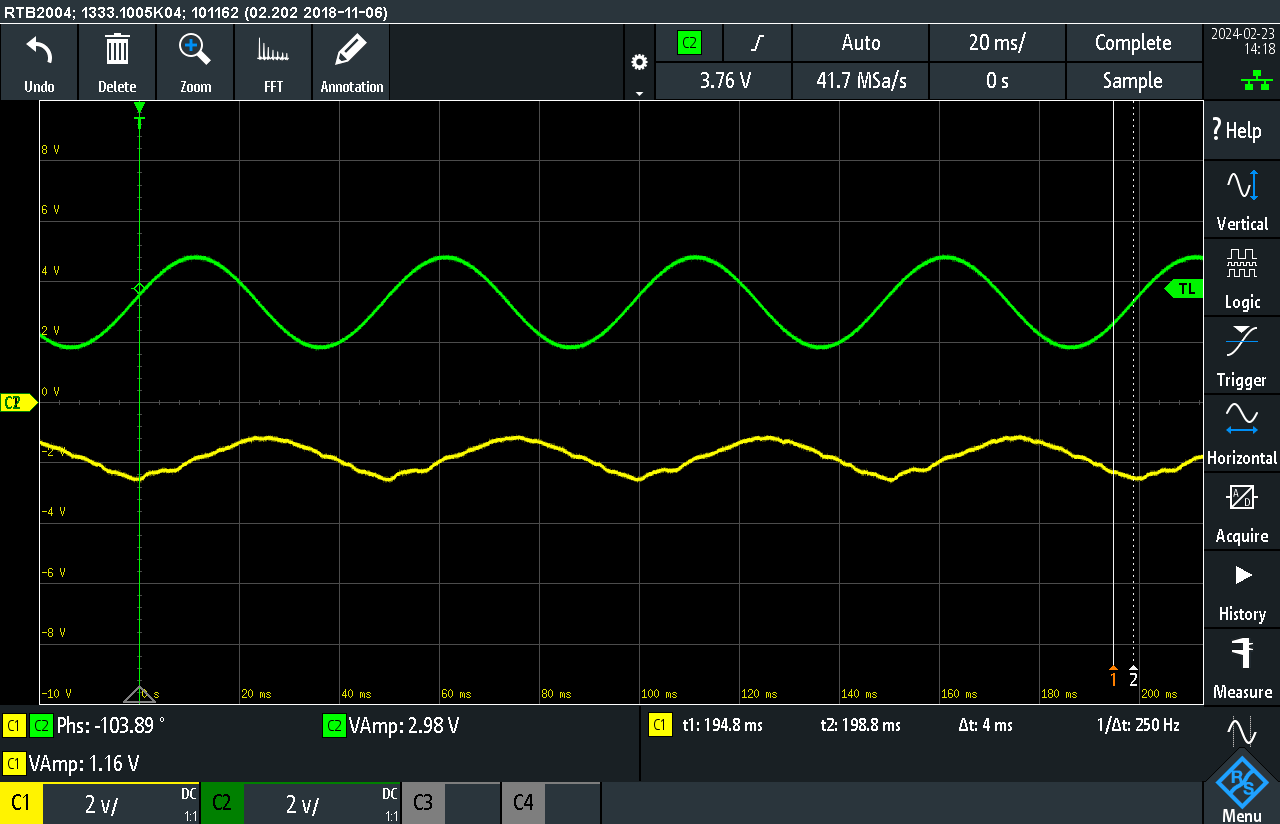 RTB2004; 1333.1005K04; 101162 (02.202 2018-11-06)
Undo Delete Zoom FFT Annotation
C2 Auto 20 ms/ Complete
3.76 V 41.7 MSa/s 0 s Sample
2024-02-23
14:18
? Help
Vertical
Logic
Trigger
Horizontal
A/D
Acquire
History
Measure
R&S
Menu
T
8 V
6 V
4 V
TL
2 V
0 V
-2 V
-4 V
-6 V
-8 V
1 2
-10 V 0 s 20 ms 40 ms 60 ms 80 ms 100 ms 120 ms 140 ms 160 ms 180 ms 200 ms
C1 C2 Phs: -103.89 ° C2 VAmp: 2.98 V C1 t1: 194.8 ms t2: 198.8 ms Δt: 4 ms 1/Δt: 250 Hz
C1 VAmp: 1.16 V
C1 2 v/ DC 1:1 C2 2 v/ DC 1:1 C3 C4